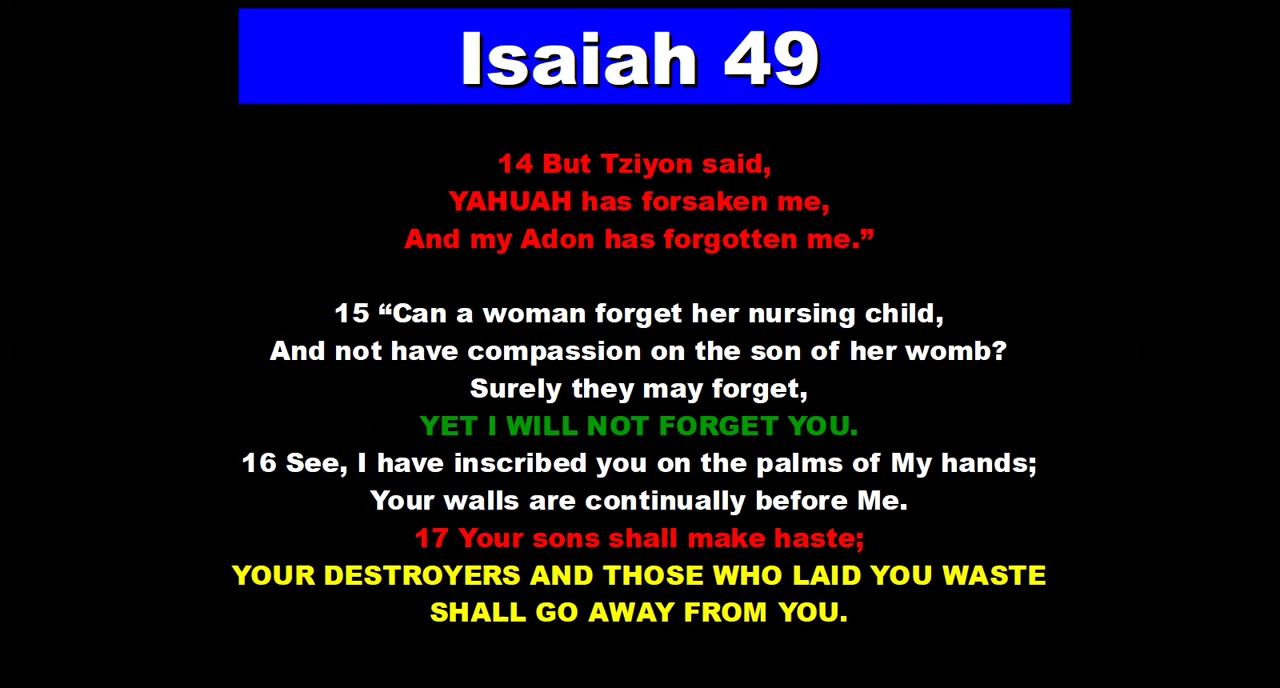 Isaiah 49
14 But Tziyon said,
YAHUAH has forsaken me,
And my Adon has forgotten me.”
15 “Can a woman forget her nursing child,
And not have compassion on the son of her womb?
Surely they may forget,
YET I WILL NOT FORGET YOU.
16 See, I have inscribed you on the palms of My hands;
Your walls are continually before Me.
17 Your sons shall make haste;
YOUR DESTROYERS AND THOSE WHO LAID YOU WASTE
SHALL GO AWAY FROM YOU.